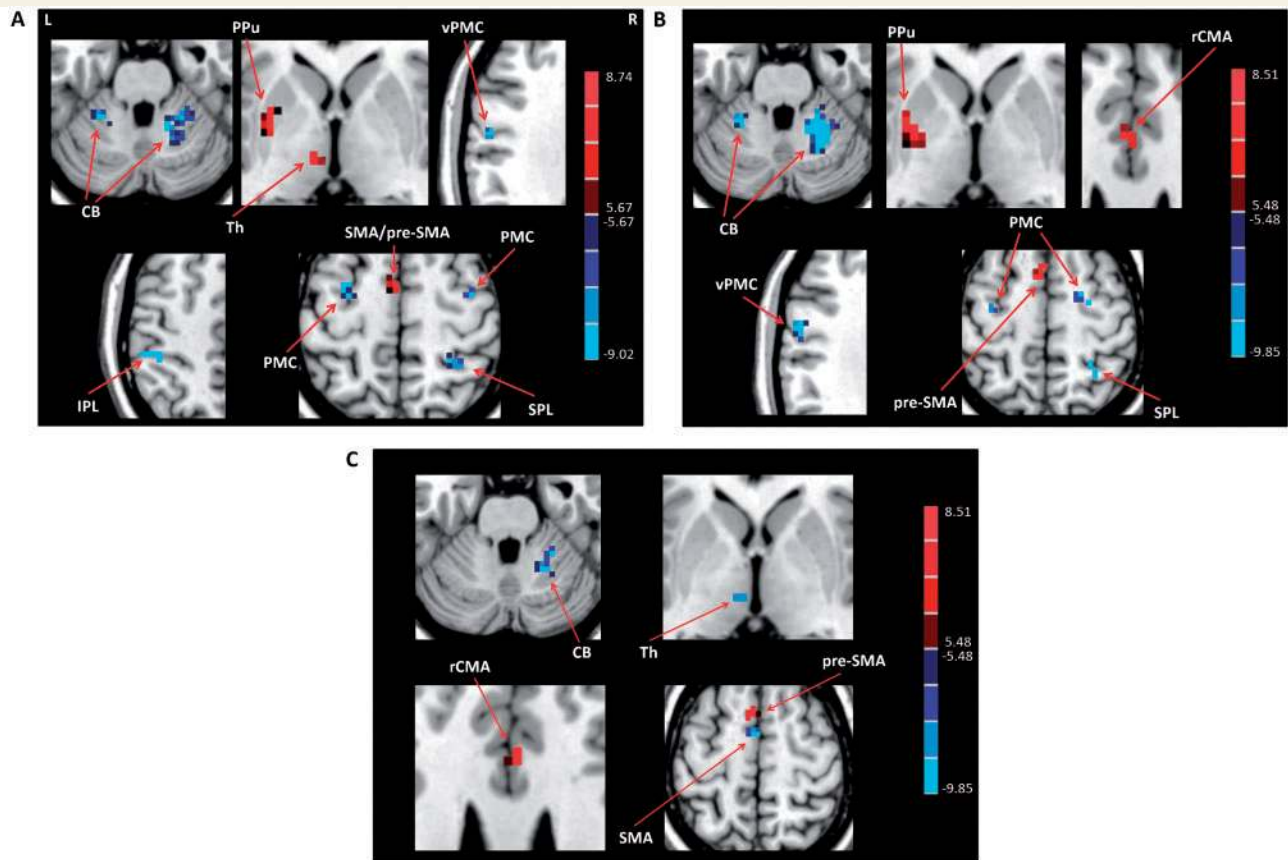 A
L
R
PPu
vPMC
8.74
CB
Th
5.67
-5.67
SMA/pre-SMA
PMC
PMC
IPL
SPL
-9.02
B
PPu
rCMA
8.51
CB
5.48
-5.48
PMC
vPMC
pre-SMA
SPL
-9.85
C
8.51
CB
Th
5.48
-5.48
rCMA
pre-SMA
SMA
-9.85